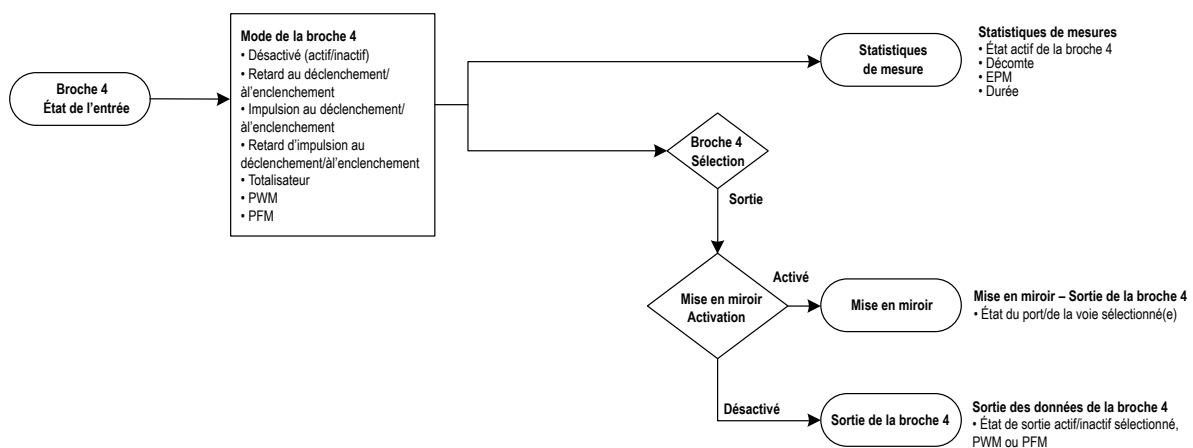 Broche 4
État de l'entrée
Mode de la broche 4
• Désactivé (actif/inactif)
• Retard au déclenchement/
àl'enclenchement
• Impulsion au déclenchement/
àl'enclenchement
• Retard d'impulsion au
déclenchement/àl'enclenchement
• Totalisateur
• PWM
• PFM
Statistiques
de mesure
Statistiques de mesures
• État actif de la broche 4
• Décomte
• EPM
• Durée
Broche 4
Sélection
Sortie
Mise en miroir
Activation
Activé
Mise en miroir
Mise en miroir – Sortie de la broche 4
• État du port/de la voie sélectionné(e)
Désactivé
Sortie de la broche 4
Sortie des données de la broche 4
• État de sortie actif/inactif sélectionné,
PWM ou PFM